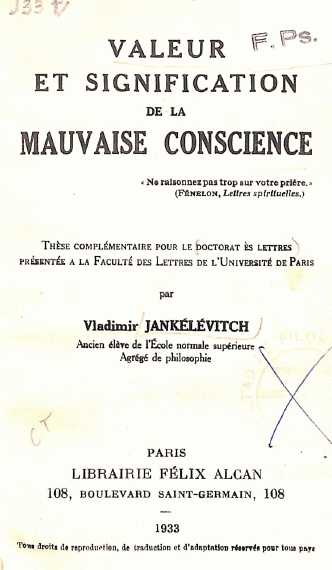 J33 v
F. Ps.
VALEUR
ET SIGNIFICATION
DE LA
MAUVAISE CONSCIENCE
« Ne raisonnez pas trop sur votre prière. »
(FÉNELON, Lettres spirituelles.)
THÈSE COMPLÉMENTAIRE POUR LE DOCTORAT ÈS LETTRES
PRÉSENTÉE A LA FACULTÉ DES LETTRES DE L'UNIVERSITÉ DE PARIS
par
Vladimir JANKÉLÉVITCH
Ancien élève de l'École normale supérieure
Agrégé de philosophie
CT
PARIS
LIBRAIRIE FÉLIX ALCAN
108, BOULEVARD SAINT-GERMAIN, 108
1933
Tous droits de reproduction, de traduction et d'adaptation réservés pour tous pays